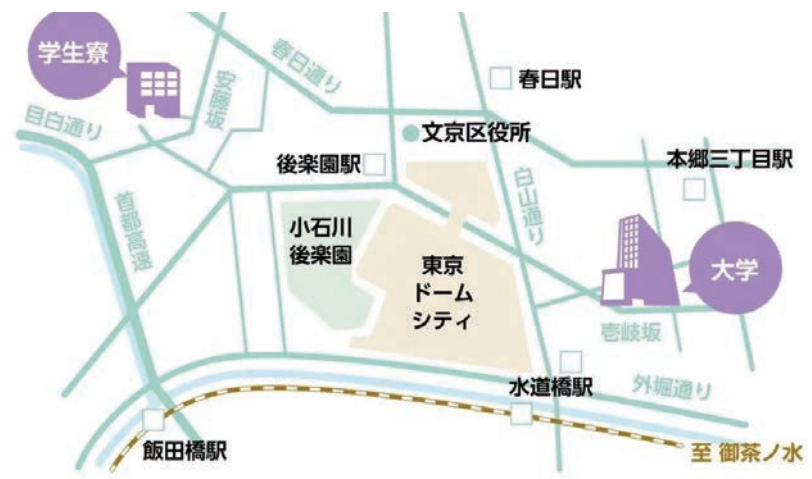 学生寮
春日通り
安藤坂
春日駅
目白通り
文京区役所
後楽園駅
本郷三丁目駅
白山通り
首都高速
小石川
後楽園
東京
ドーム
シティ
大学
壱岐坂
水道橋駅
外堀通り
飯田橋駅
至 御茶ノ水